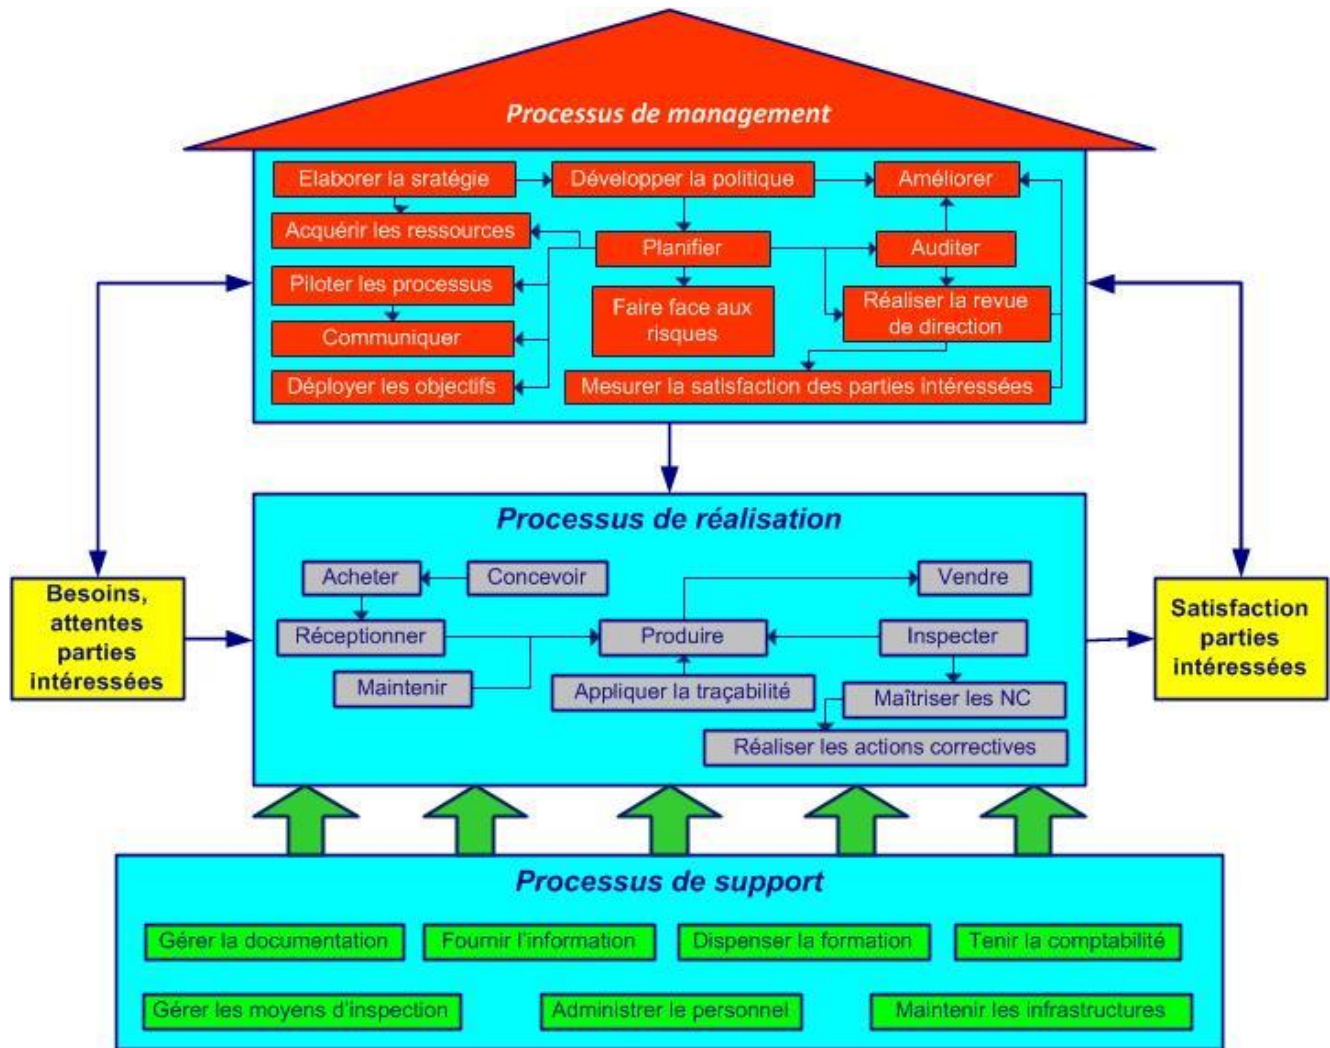 Processus de management
Elaborer la sratégie
Développer la politique
Améliorer
Acquérir les ressources
Planifier
Auditer
Piloter les processus
Faire face aux
risques
Réaliser la revue
de direction
Communiquer
Déployer les objectifs
Mesurer la satisfaction des parties intéressées
Processus de réalisation
Besoins,
attentes
parties
intéressées
Acheter
Concevoir
Vendre
Réceptionner
Produire
Inspecter
Maintenir
Appliquer la traçabilité
Maîtriser les NC
Réaliser les actions correctives
Satisfaction
parties
intéressées
Processus de support
Gérer la documentation
Fournir l'information
Dispenser la formation
Tenir la comptabilité
Gérer les moyens d'inspection
Administrer le personnel
Maintenir les infrastructures